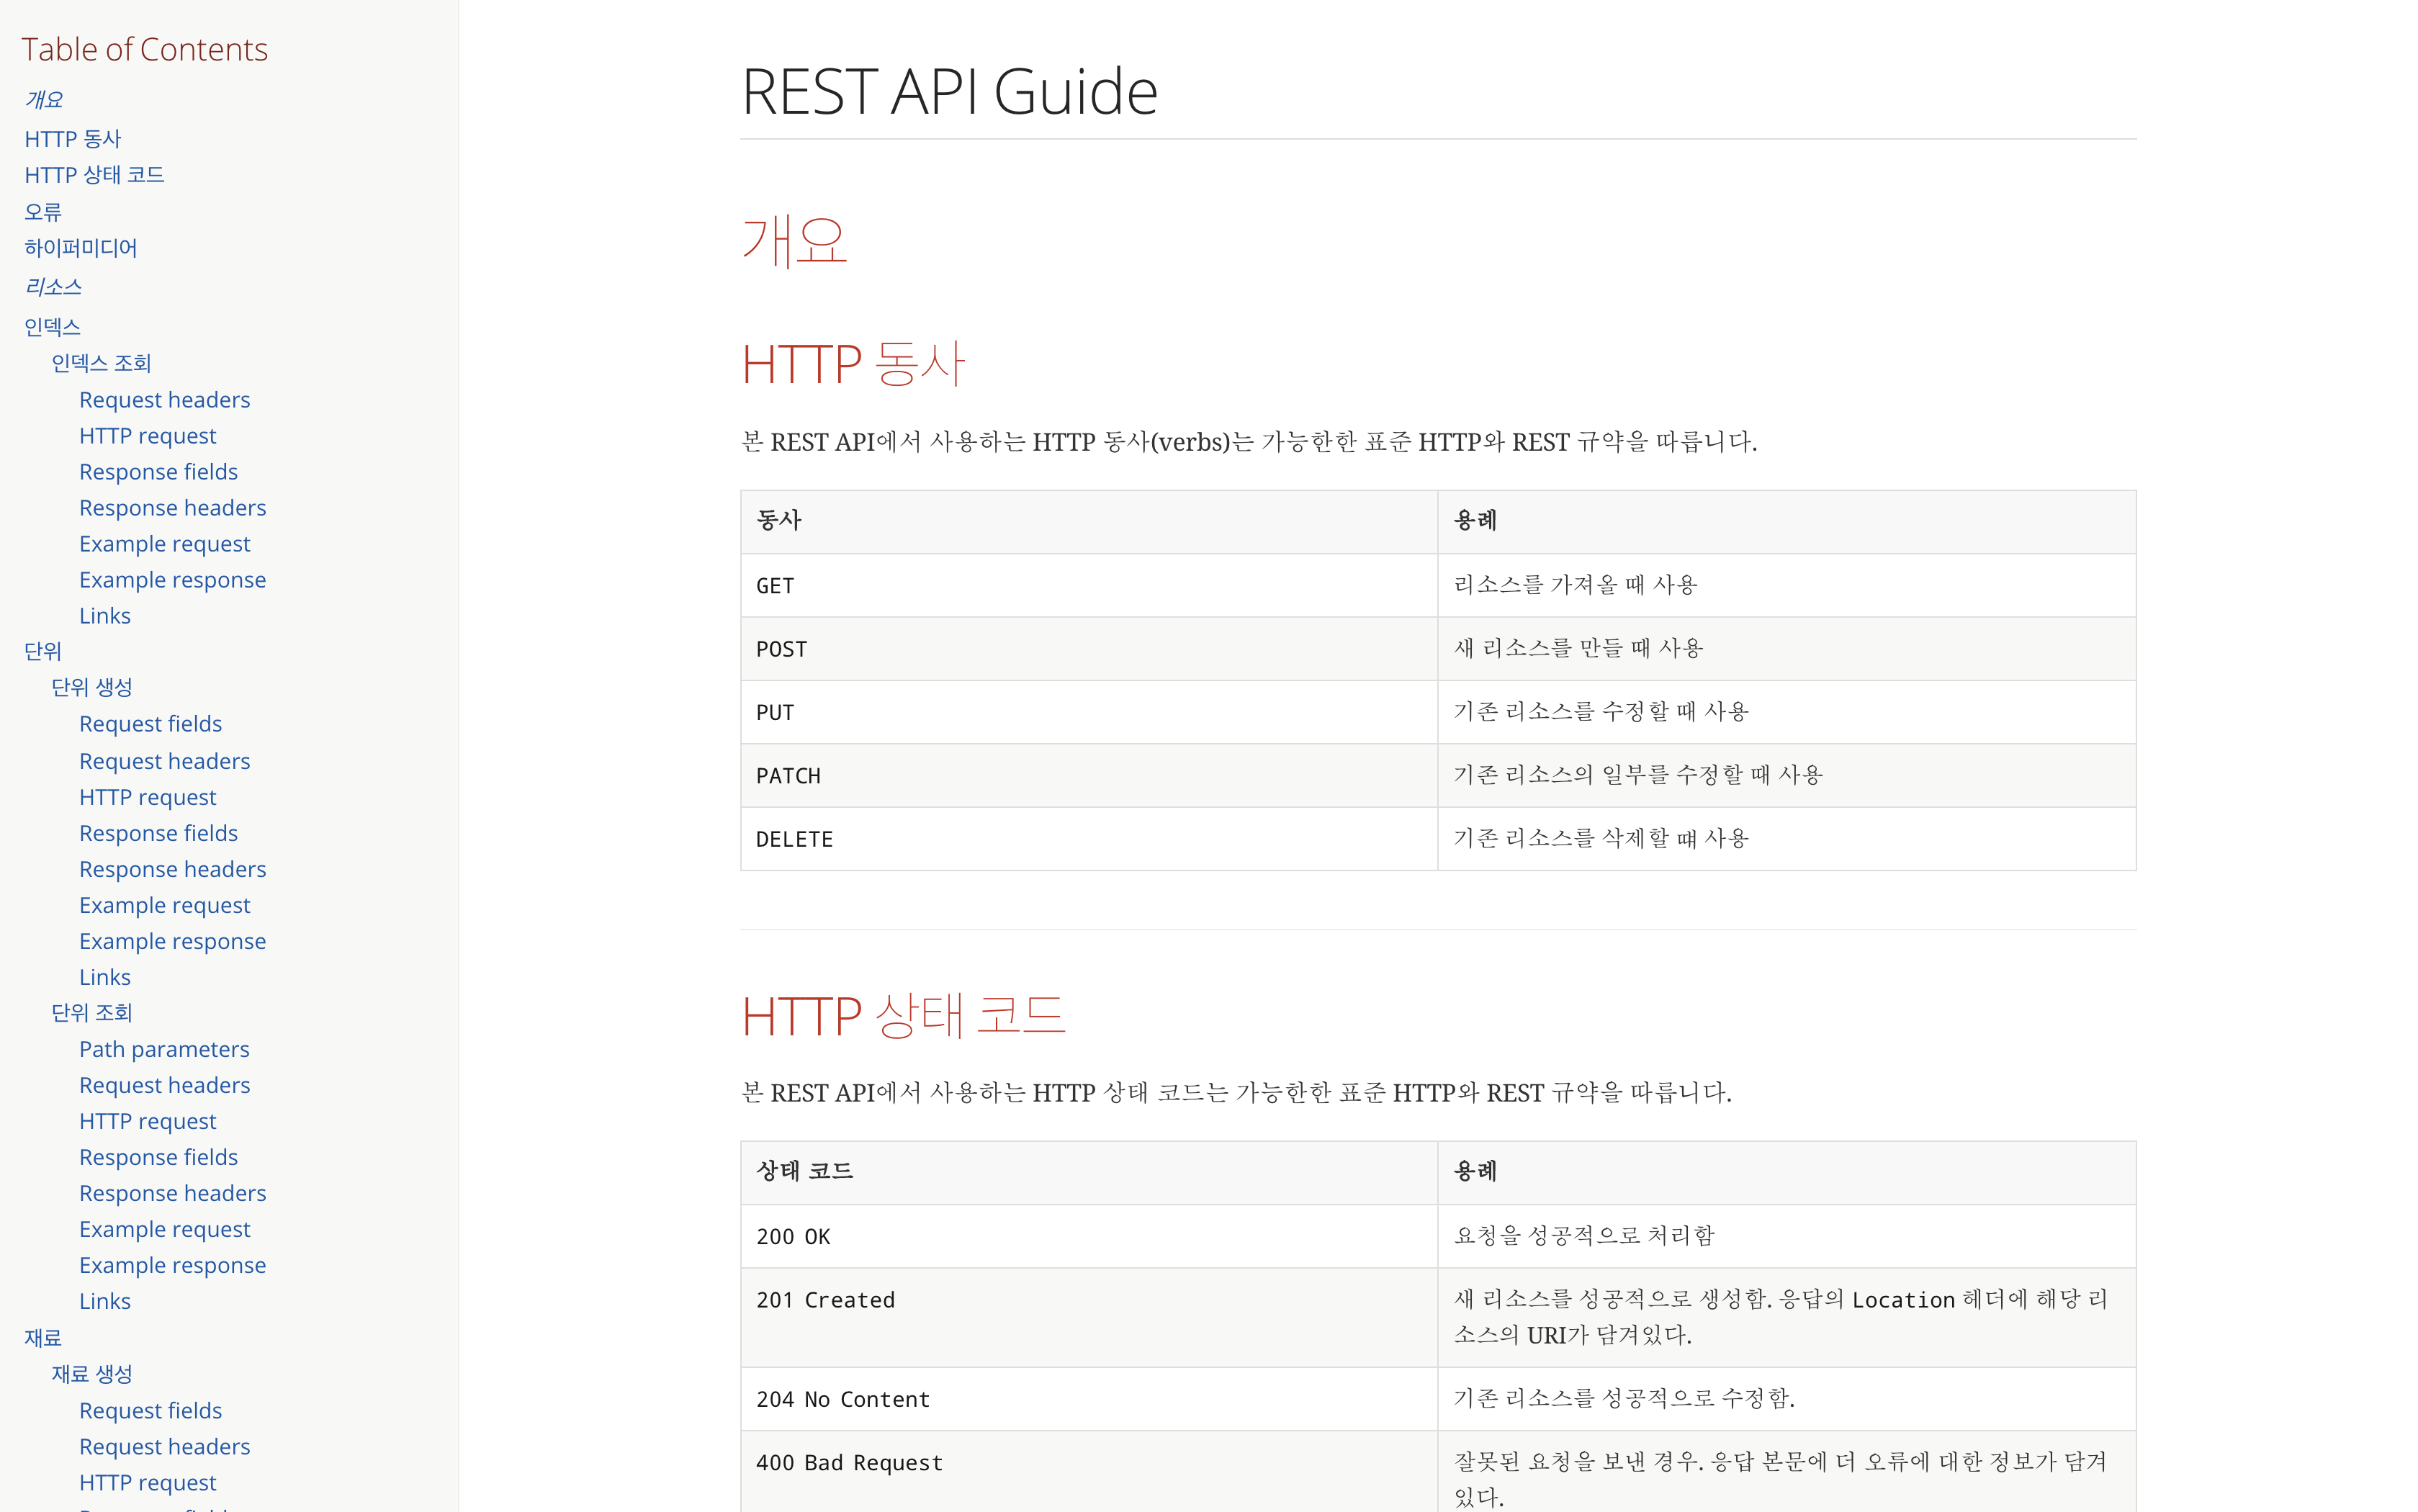 Table of Contents
개요
HTTP 동사
HTTP 상태 코드
오류
하이퍼미디어
리소스
인덱스
인덱스 조회
Request headers
HTTP request
Response fields
Response headers
Example request
Example response
Links
단위
단위 생성
Request fields
Request headers
HTTP request
Response fields
Response headers
Example request
Example response
Links
단위 조회
Path parameters
Request headers
HTTP request
Response fields
Response headers
Example request
Example response
Links
재료
재료 생성
Request fields
Request headers
HTTP request
REST API Guide
개요
HTTP 동사
본 REST API에서 사용하는 HTTP 동사(verbs)는 가능한한 표준 HTTP와 REST 규약을 따릅니다.
동사 용례
GET 리소스를 가져올 때 사용
POST 새 리소스를 만들 때 사용
PUT 기존 리소스를 수정할 때 사용
PATCH 기존 리소스의 일부를 수정할 때 사용
DELETE 기존 리소스를 삭제할 떄 사용
HTTP 상태 코드
본 REST API에서 사용하는 HTTP 상태 코드는 가능한한 표준 HTTP와 REST 규약을 따릅니다.
상태 코드 용례
200 OK 요청을 성공적으로 처리함
201 Created 새 리소스를 성공적으로 생성함. 응답의 Location 헤더에 해당 리
소스의 URI가 담겨있다.
204 No Content 기존 리소스를 성공적으로 수정함.
400 Bad Request 잘못된 요청을 보낸 경우. 응답 본문에 더 오류에 대한 정보가 담겨
있다.